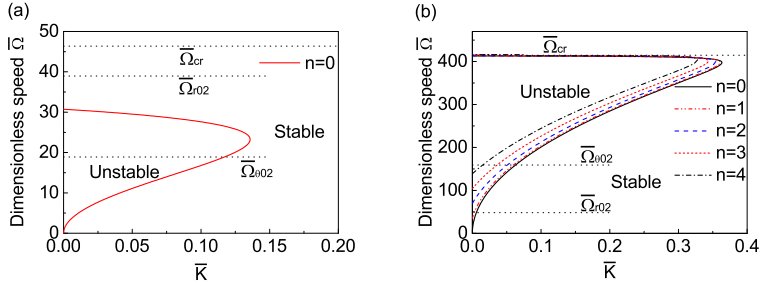 (a)
Dimensionless speed Ω̅
50
40
30
20
10
0
0.00
0.05
0.10
0.15
0.20
K̅
Ω̅cr
n=0
Ω̅r02
Stable
Unstable
Ω̅θ02
(b)
Dimensionless speed Ω̅
400
300
200
100
0
0.0
0.1
0.2
0.3
0.4
K̅
Ω̅cr
Unstable
n=0
n=1
n=2
n=3
n=4
Ω̅θ02
Stable
Ω̅r02